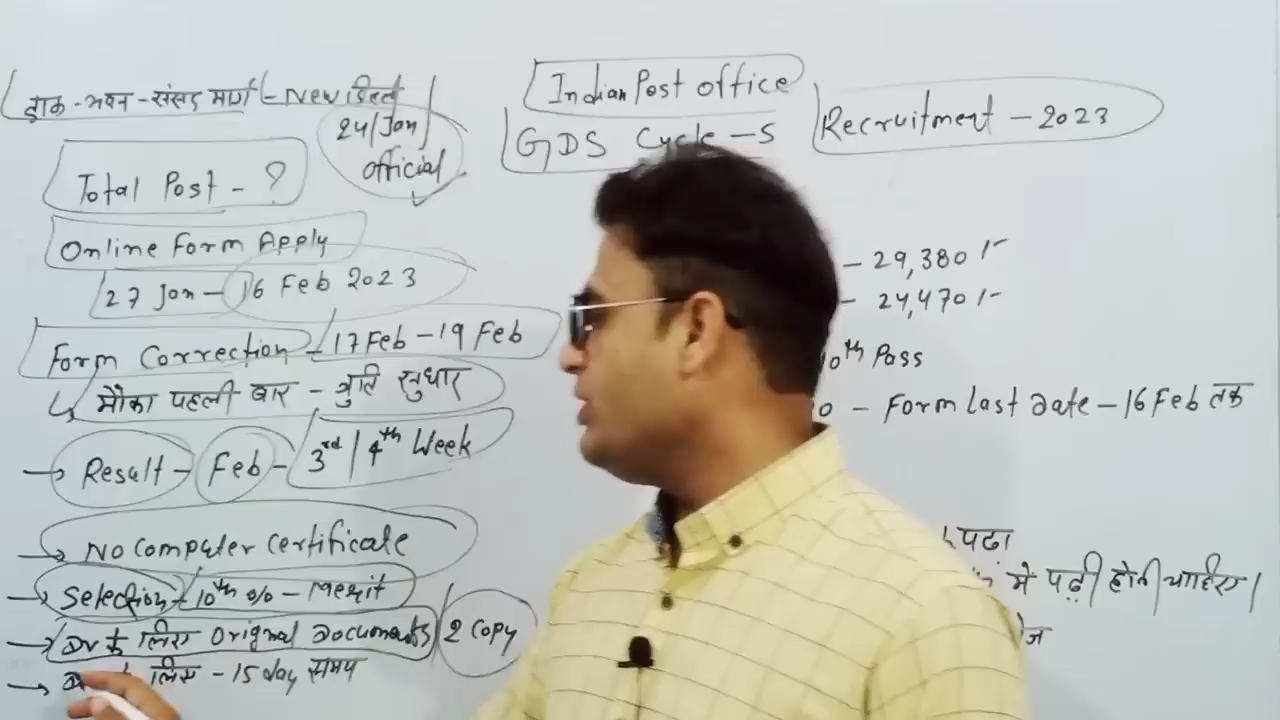 डाक - भवन - संसद मार्ग - New दिल्ली
24/Jan
official
Indian Post office
GDS Cycle - 5
Recruitment - 2023
Total Post - ?
Online Form Apply
27 Jan - 16 Feb 2023
Form Correction - 17 Feb - 19 Feb
मौका पहली बार - त्रुटि सुधार
Result - Feb - 3rd / 4th Week
No computer certificate
Selection - 10th % - Merit
DV के लिए Orignal Documents 2 copy
लिए - 15 day समय
- 29,380 /-
- 24,470 /-
10th Pass
- Form Last Date - 16 Feb तक
पढा
में पढ़ी होनी चाहिए।